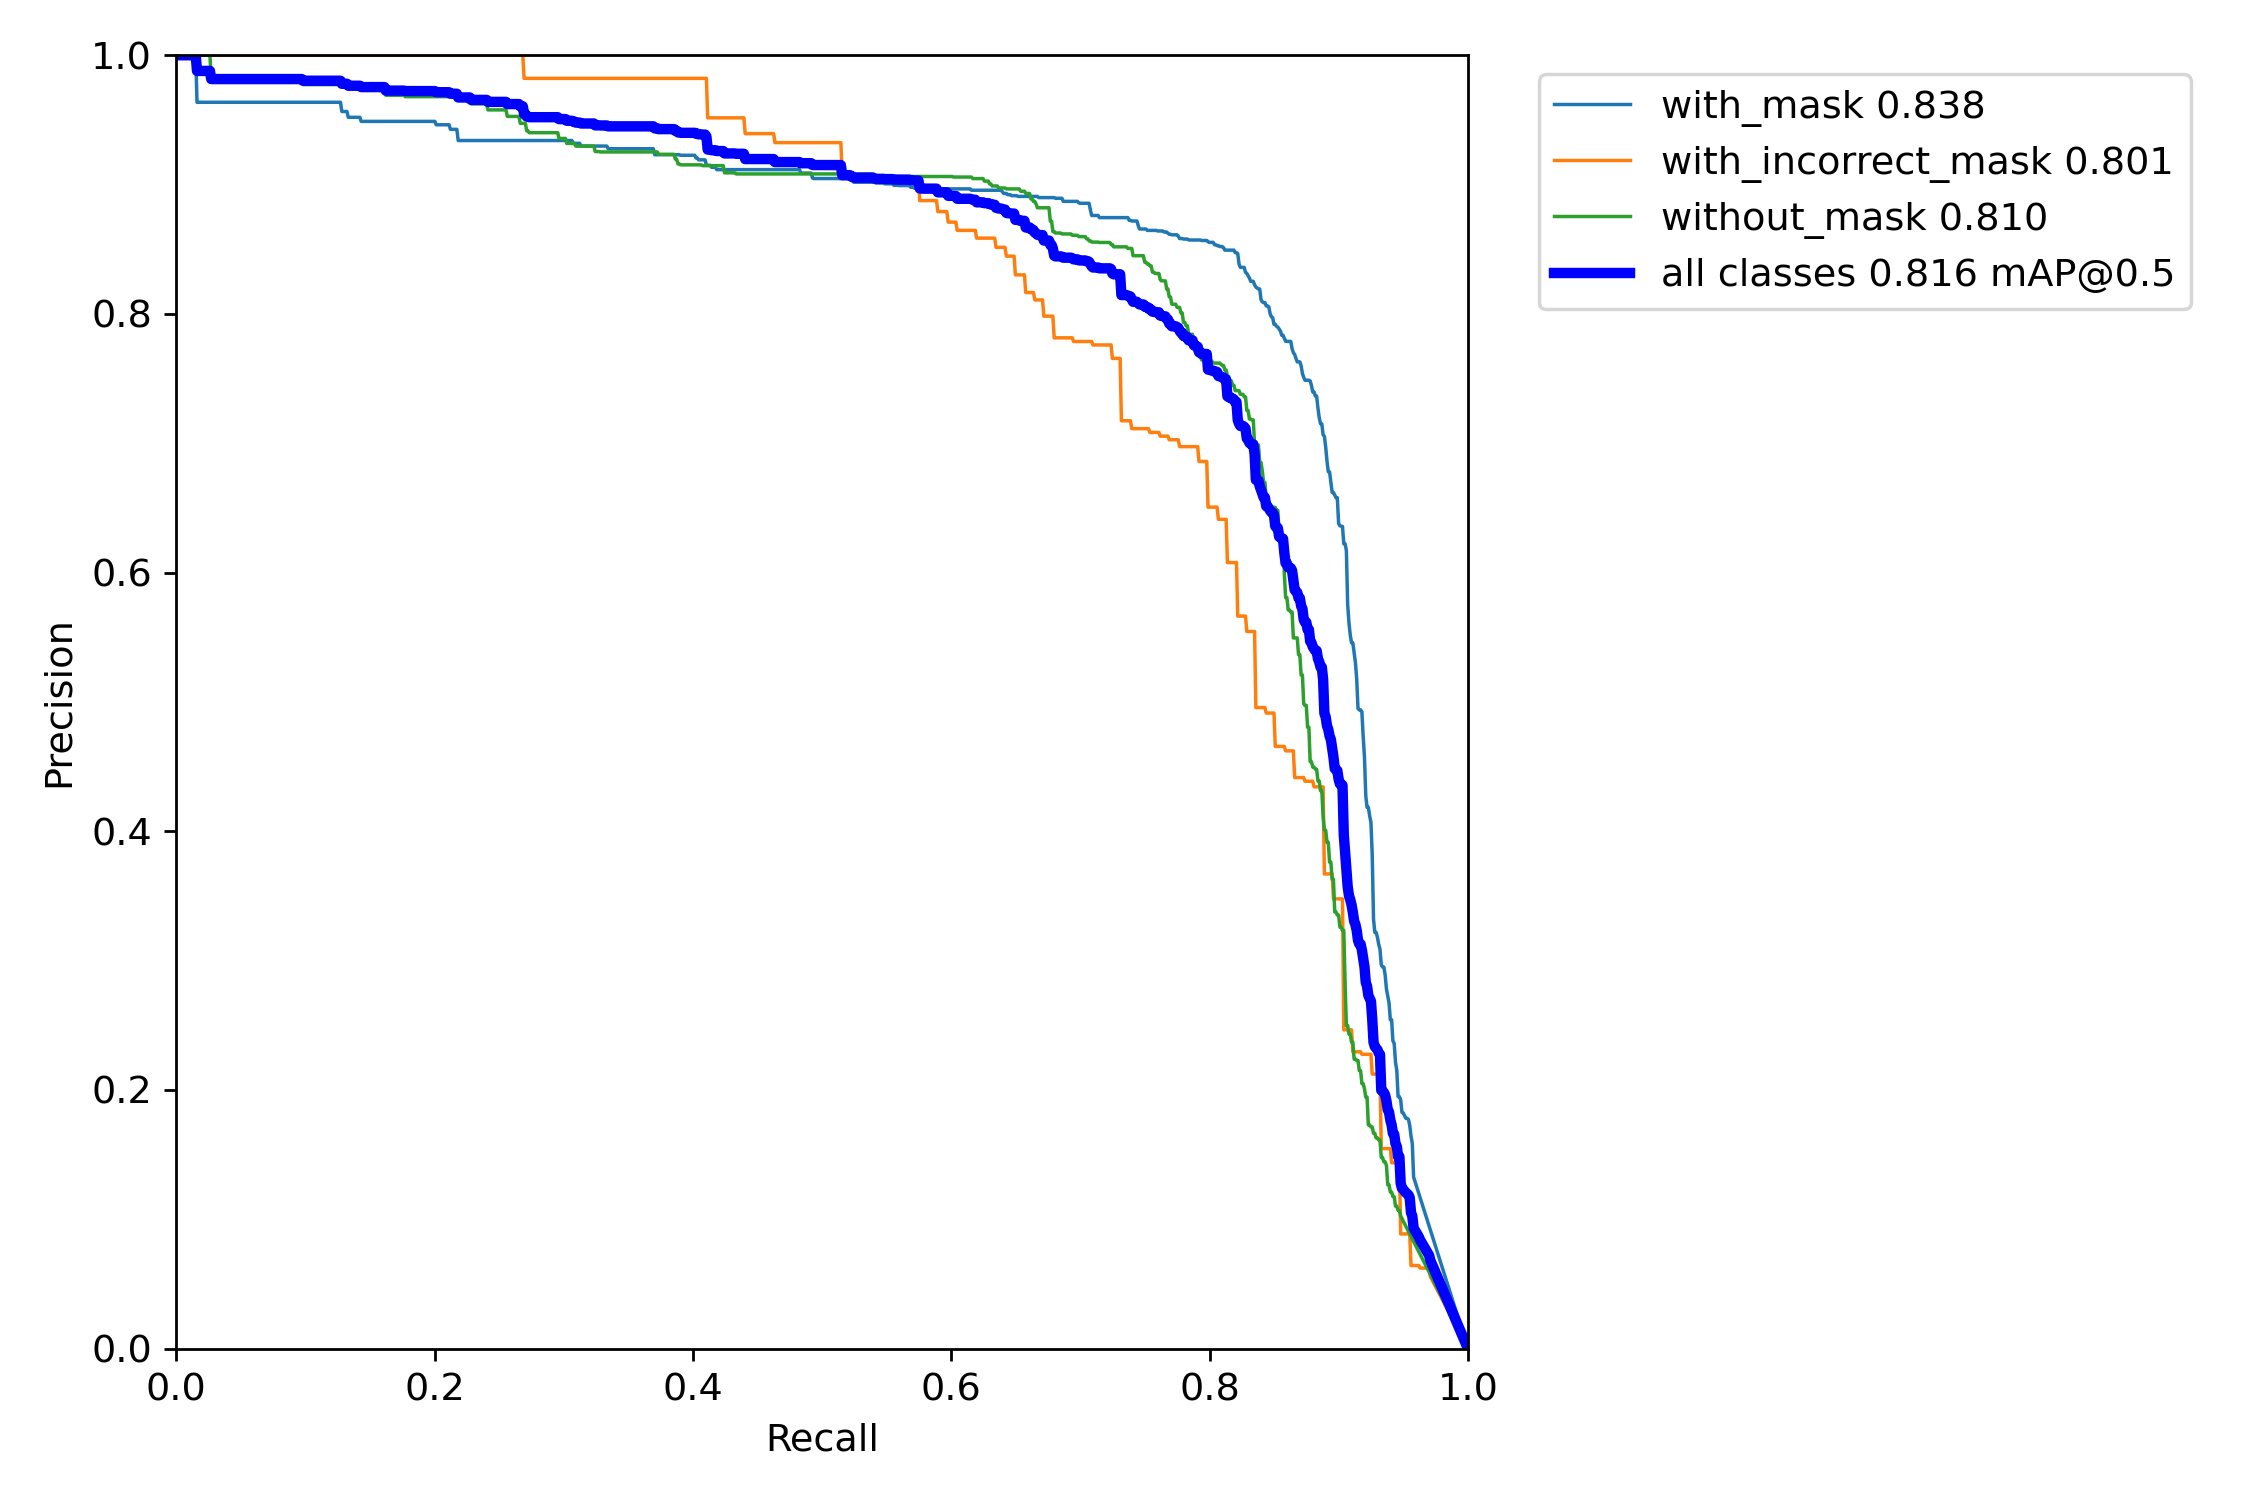 1.0
0.8
0.6
0.4
0.2
0.0
Precision
0.0 0.2 0.4 0.6 0.8 1.0
Recall
with_mask 0.838
with_incorrect_mask 0.801
without_mask 0.810
all classes 0.816 mAP@0.5